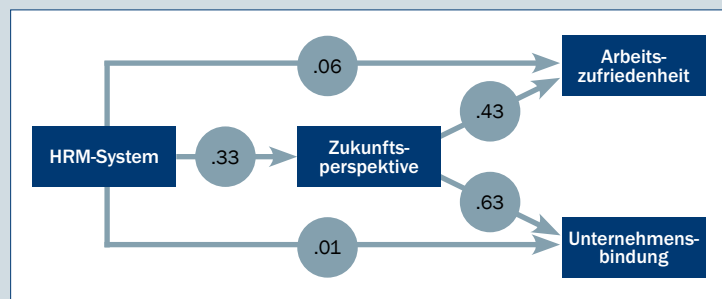 .06
Arbeits-
zufriedenheit
.43
HRM-System
.33
Zukunfts-
perspektive
.63
.01
Unternehmens-
bindung